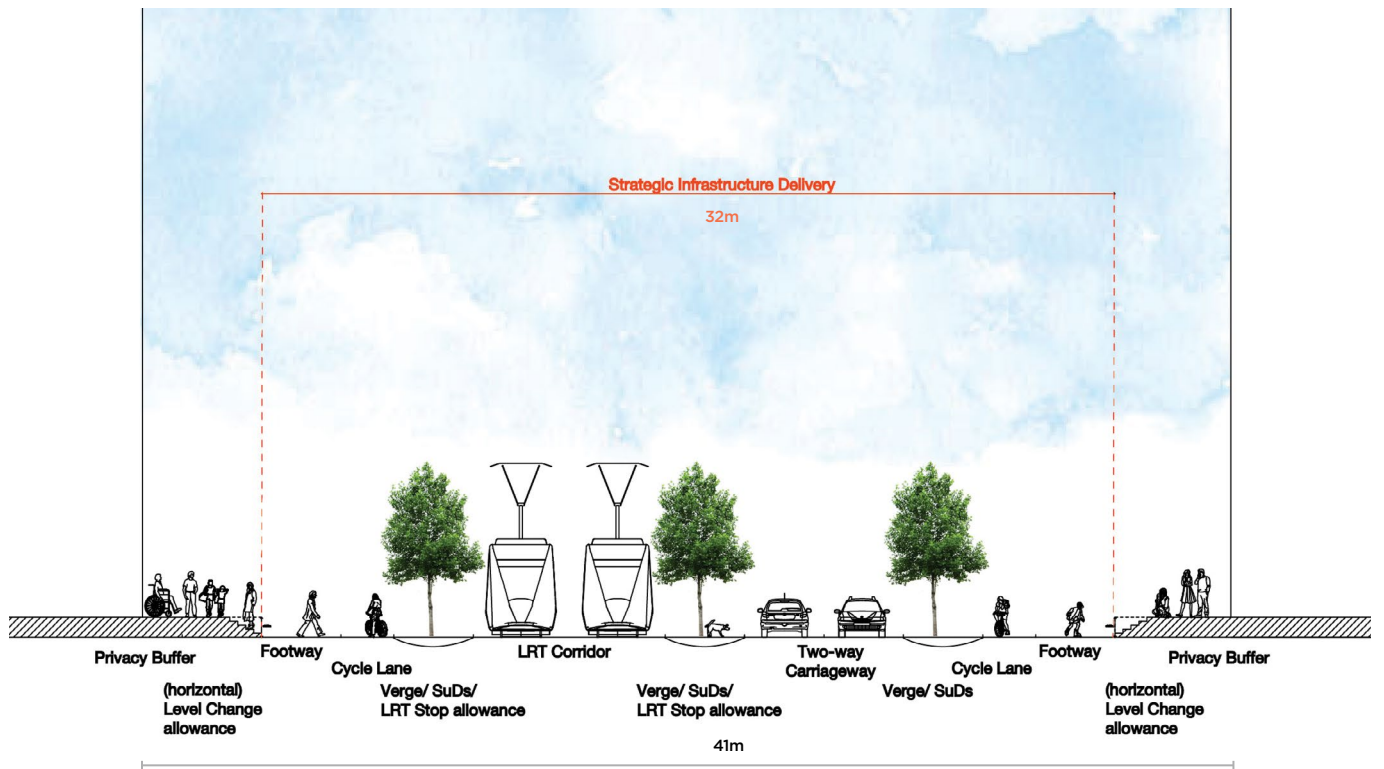 Strategic Infrastructure Delivery
32m
Privacy Buffer
(horizontal)
Level Change
allowance
Footway
Cycle Lane
Verge/ SuDs/
LRT Stop allowance
LRT Corridor
Verge/ SuDs/
LRT Stop allowance
Two-way
Carriageway
Verge/ SuDs
Cycle Lane
Footway
(horizontal)
Level Change
allowance
Privacy Buffer
41m